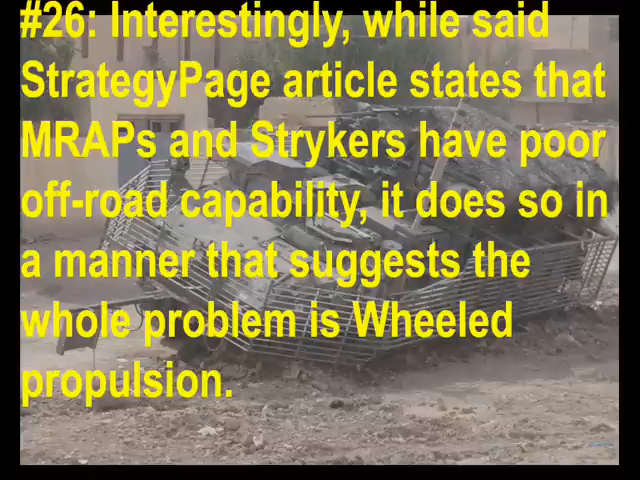 #26: Interestingly, while said
StrategyPage article states that
MRAPs and Strykers have poor
off-road capability, it does so in
a manner that suggests the
whole problem is Wheeled
propulsion.